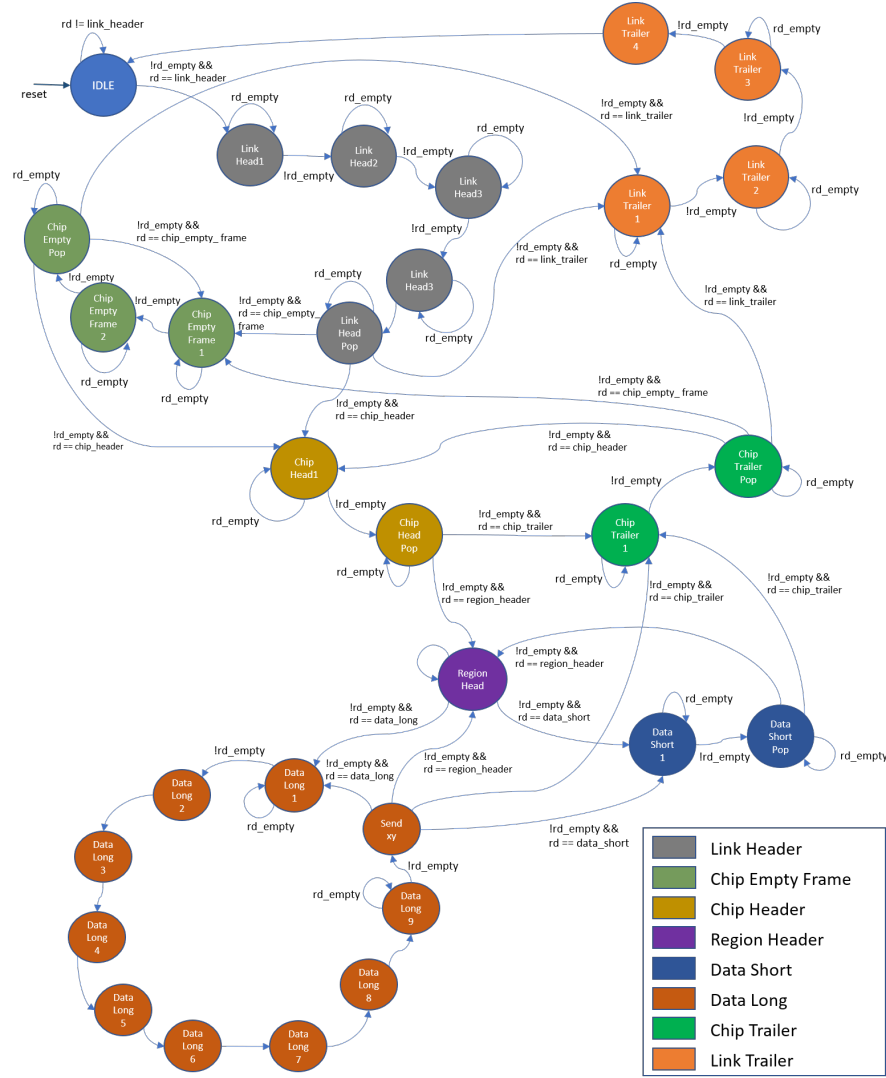 rd != link_header
IDLE
reset
!rd_empty &&
rd == link_header
Link
Trailer
4
rd_empty
Link
Trailer
3
!rd_empty
!rd_empty
rd_empty
Link
Head1
!rd_empty
rd_empty
Link
Head2
!rd_empty
rd_empty
Link
Head3
!rd_empty
!rd_empty &&
rd == link_trailer
Link
Trailer
1
rd_empty
!rd_empty
Link
Trailer
2
rd_empty
rd_empty
Chip
Empty
Pop
!rd_empty &&
rd == chip_empty_ frame
!rd_empty
Chip
Empty
Frame
2
rd_empty
!rd_empty
Chip
Empty
Frame
1
rd_empty
!rd_empty &&
rd == chip_empty_
frame
rd_empty
Link
Head
Pop
Link
Head3
rd_empty
!rd_empty &&
rd == link_trailer
!rd_empty &&
rd == link_trailer
!rd_empty &&
rd == chip_header
!rd_empty &&
rd == chip_empty_ frame
!rd_empty &&
rd == chip_header
!rd_empty &&
rd == chip_header
Chip
Head1
rd_empty
!rd_empty
Chip
Head
Pop
rd_empty
!rd_empty &&
rd == chip_trailer
Chip
Trailer
1
rd_empty
!rd_empty
Chip
Trailer
Pop
rd_empty
!rd_empty &&
rd == region_header
!rd_empty &&
rd == chip_trailer
!rd_empty &&
rd == chip_trailer
Region
Head
!rd_empty &&
rd == region_header
!rd_empty &&
rd == data_long
!rd_empty &&
rd == data_short
rd_empty
Data
Short
1
!rd_empty
Data
Short
Pop
rd_empty
!rd_empty
!rd_empty &&
rd == data_long
!rd_empty &&
rd == region_header
Data
Long
1
rd_empty
Data
Long
2
Data
Long
3
Data
Long
4
Data
Long
5
Data
Long
6
Data
Long
7
Data
Long
8
Data
Long
9
rd_empty
!rd_empty
Send
xy
!rd_empty &&
rd == data_short
Link Header
Chip Empty Frame
Chip Header
Region Header
Data Short
Data Long
Chip Trailer
Link Trailer